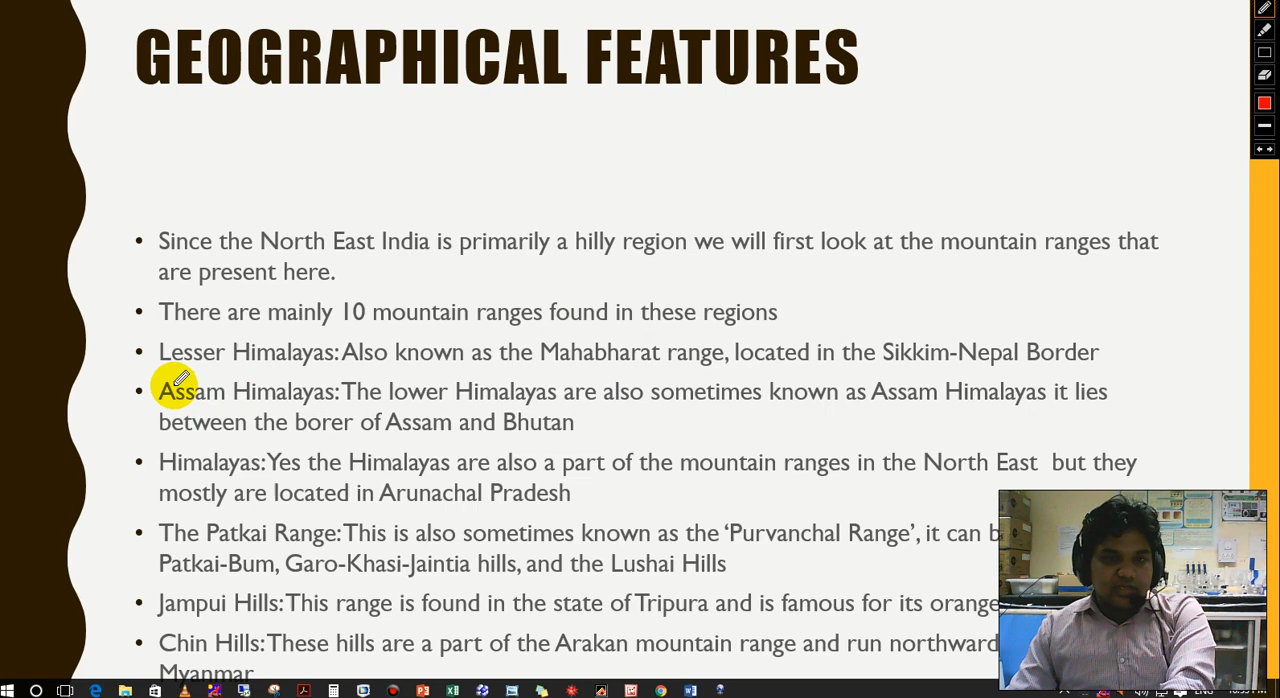 GEOGRAPHICAL FEATURES
• Since the North East India is primarily a hilly region we will first look at the mountain ranges that
are present here.
• There are mainly 10 mountain ranges found in these regions
• Lesser Himalayas: Also known as the Mahabharat range, located in the Sikkim-Nepal Border
• Assam Himalayas: The lower Himalayas are also sometimes known as Assam Himalayas it lies
between the borer of Assam and Bhutan
• Himalayas: Yes the Himalayas are also a part of the mountain ranges in the North East but they
mostly are located in Arunachal Pradesh
• The Patkai Range: This is also sometimes known as the ‘Purvanchal Range’, it can b
Patkai-Bum, Garo-Khasi-Jaintia hills, and the Lushai Hills
• Jampui Hills: This range is found in the state of Tripura and is famous for its orange
• Chin Hills: These hills are a part of the Arakan mountain range and run northward
Myanmar